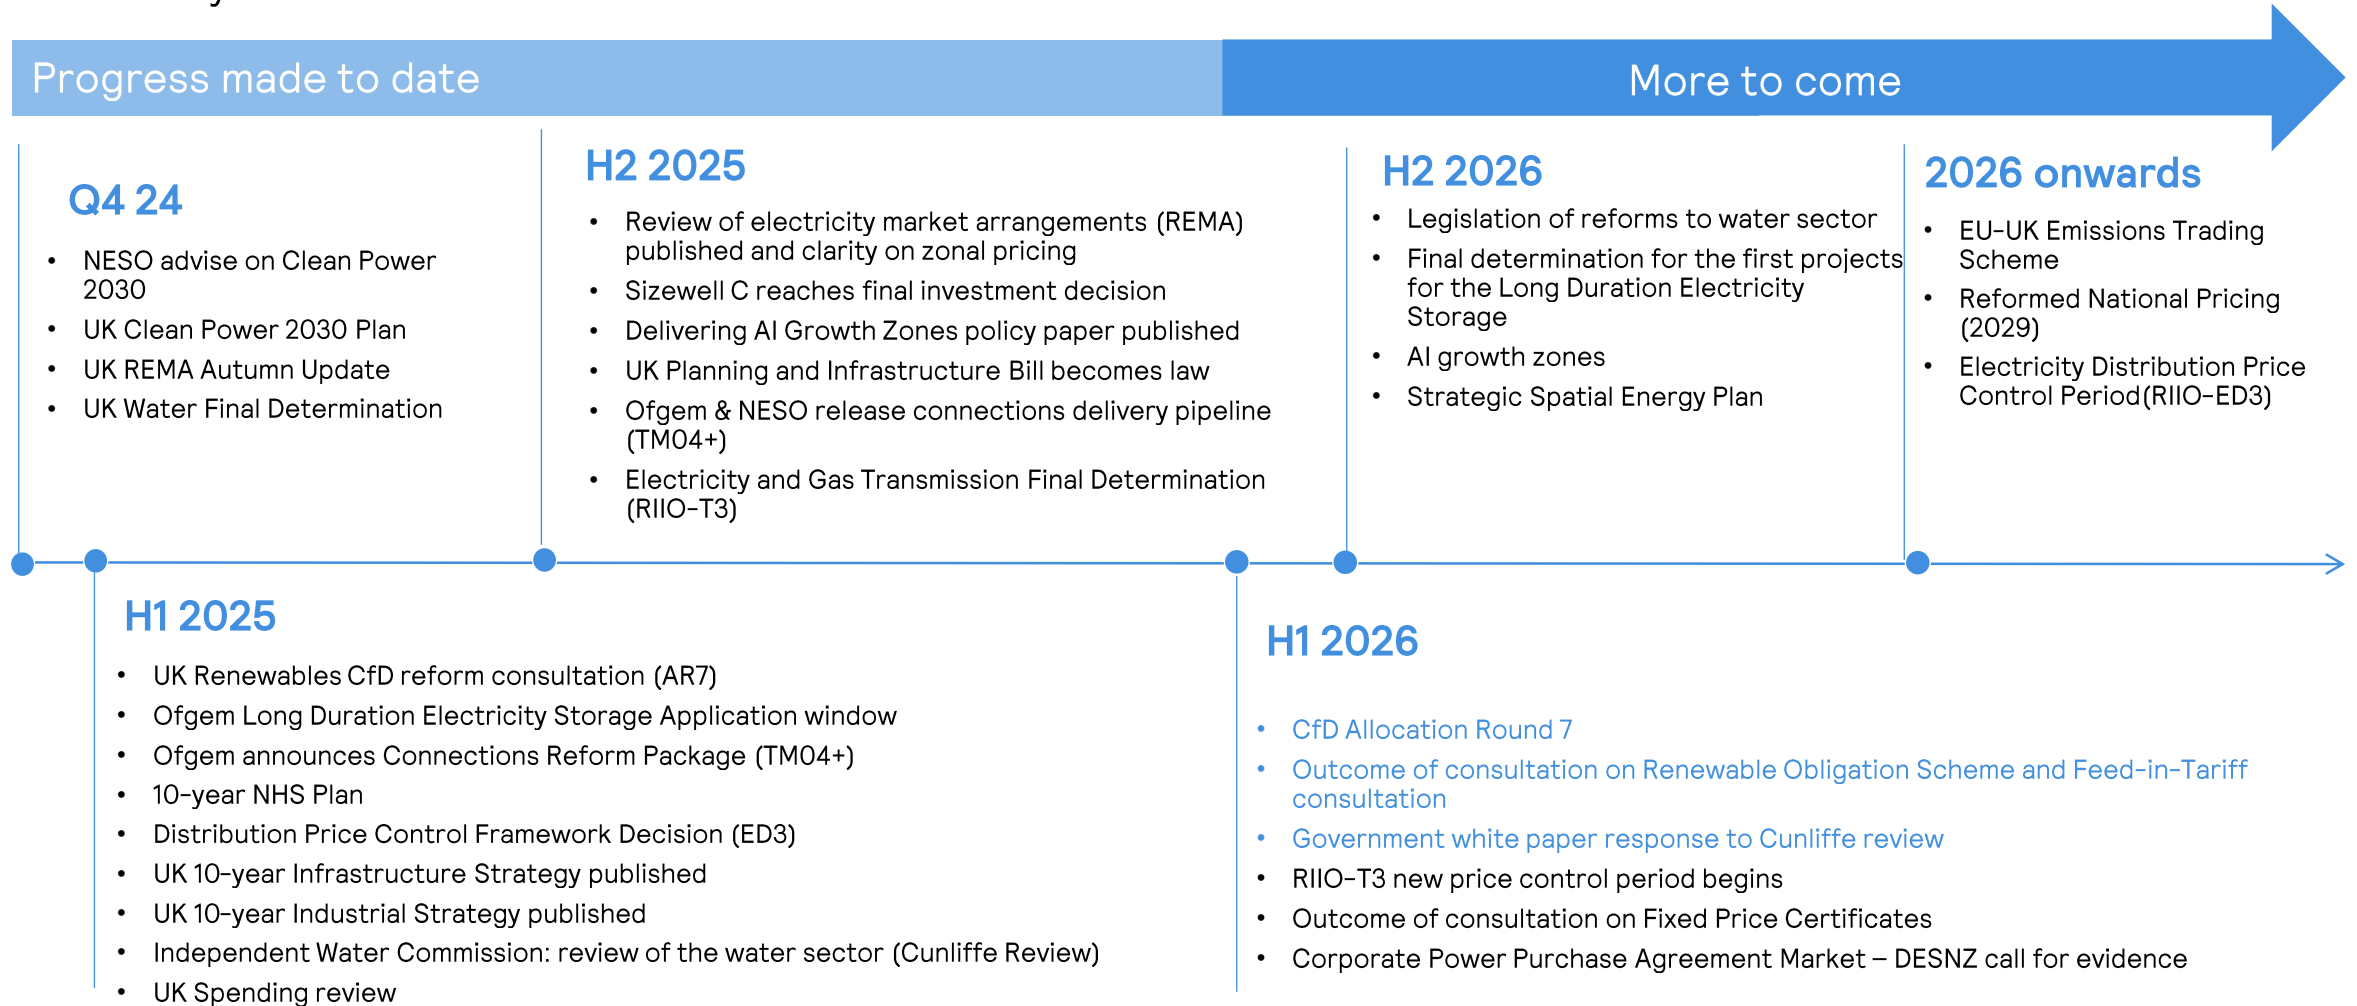 Progress made to date
More to come
Q4 24
• NESO advise on Clean Power
2030
• UK Clean Power 2030 Plan
• UK REMA Autumn Update
• UK Water Final Determination
H2 2025
• Review of electricity market arrangements (REMA)
published and clarity on zonal pricing
• Sizewell C reaches final investment decision
• Delivering AI Growth Zones policy paper published
• UK Planning and Infrastructure Bill becomes law
• Ofgem & NESO release connections delivery pipeline
(TM04+)
• Electricity and Gas Transmission Final Determination
(RIIO-T3)
H2 2026
• Legislation of reforms to water sector
• Final determination for the first projects
for the Long Duration Electricity
Storage
• AI growth zones
• Strategic Spatial Energy Plan
2026 onwards
• EU-UK Emissions Trading
Scheme
• Reformed National Pricing
(2029)
• Electricity Distribution Price
Control Period(RIIO-ED3)
H1 2025
• UK Renewables CfD reform consultation (AR7)
• Ofgem Long Duration Electricity Storage Application window
• Ofgem announces Connections Reform Package (TM04+)
• 10-year NHS Plan
• Distribution Price Control Framework Decision (ED3)
• UK 10-year Infrastructure Strategy published
• UK 10-year Industrial Strategy published
• Independent Water Commission: review of the water sector (Cunliffe Review)
• UK Spending review
H1 2026
• CfD Allocation Round 7
• Outcome of consultation on Renewable Obligation Scheme and Feed-in-Tariff
consultation
• Government white paper response to Cunliffe review
• RIIO-T3 new price control period begins
• Outcome of consultation on Fixed Price Certificates
• Corporate Power Purchase Agreement Market – DESNZ call for evidence